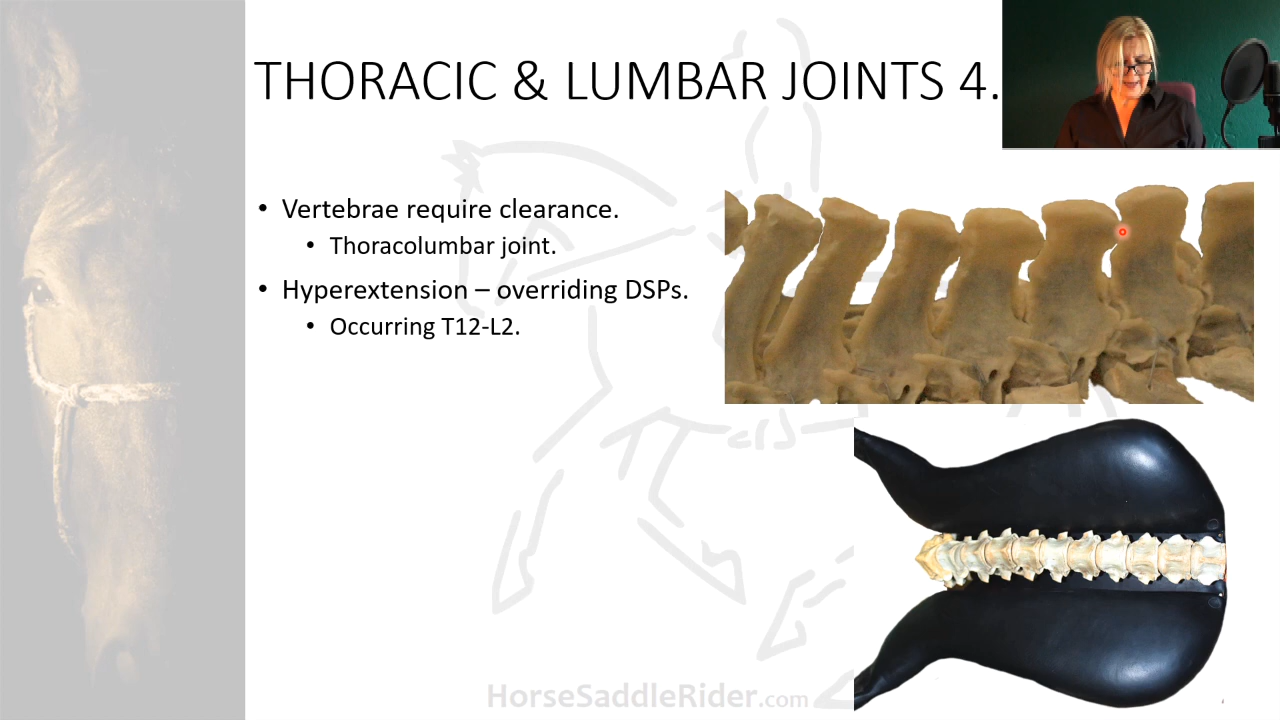 THORACIC & LUMBAR JOINTS 4.
• Vertebrae require clearance.
• Thoracolumbar joint.
• Hyperextension – overriding DSPs.
• Occurring T12-L2.
HorseSaddleRider.com